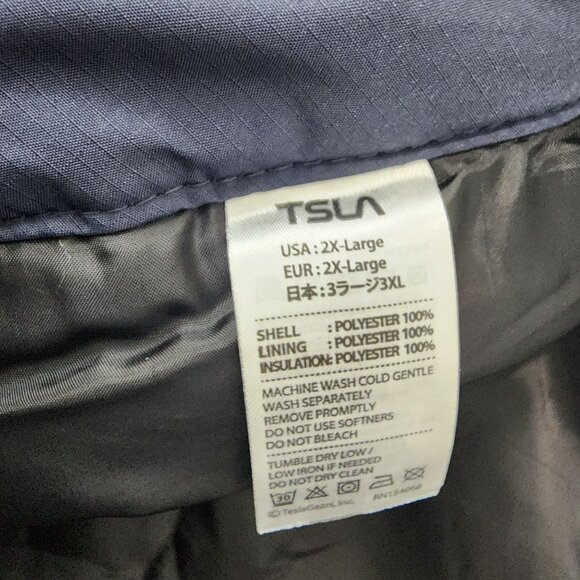 TSLA
USA : 2X-Large
EUR : 2X-Large
日本 : 3ラージ3XL
SHELL : POLYESTER 100%
LINING : POLYESTER 100%
INSULATION: POLYESTER 100%
MACHINE WASH COLD GENTLE
WASH SEPARATELY
REMOVE PROMPTLY
DO NOT USE SOFTNERS
DO NOT BLEACH
TUMBLE DRY LOW /
LOW IRON IF NEEDED
DO NOT DRY CLEAN
30
© TeslaGears, Inc. RN154068